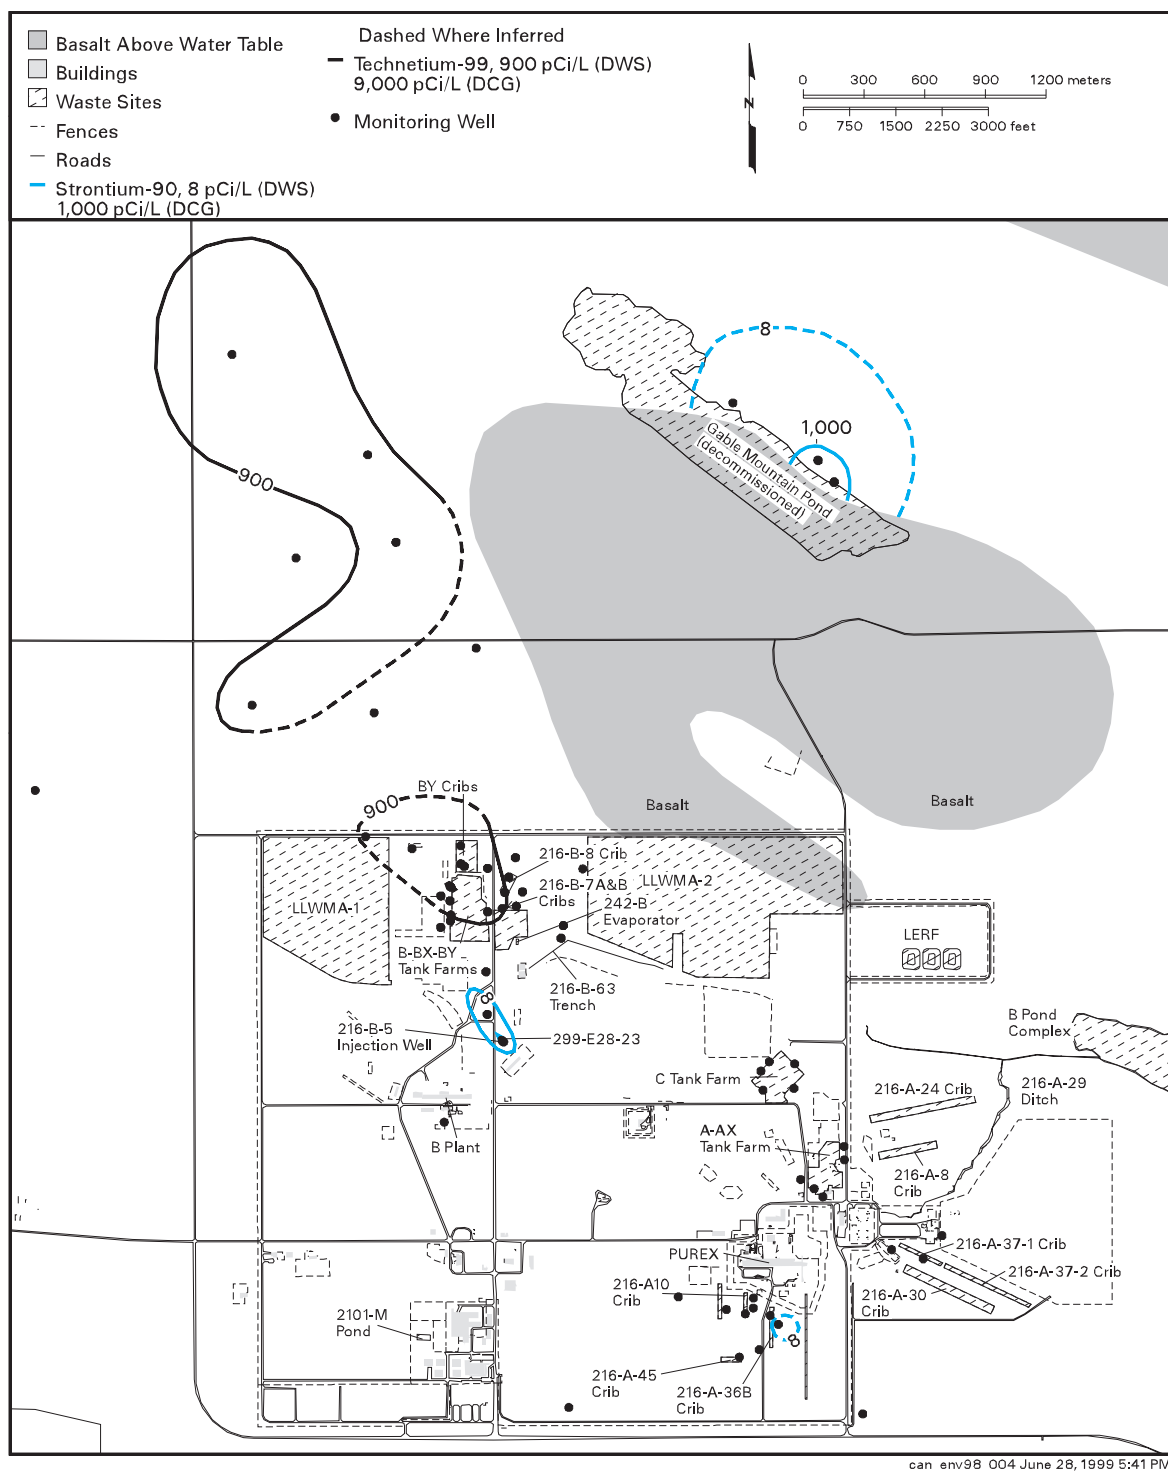 Basalt Above Water Table
Buildings
Waste Sites
Fences
Roads
Strontium-90, 8 pCi/L (DWS)
1,000 pCi/L (DCG)
Dashed Where Inferred
Technetium-99, 900 pCi/L (DWS)
9,000 pCi/L (DCG)
Monitoring Well
N
0 300 600 900 1200 meters
0 750 1500 2250 3000 feet
8
1,000
Gable Mountain Pond
(decommissioned)
900
BY Cribs
900
Basalt
Basalt
216-B-8 Crib
216-B-7A&B
Cribs
LLWMA-2
LLWMA-1
242-B
Evaporator
B-BX-BY
Tank Farms
LERF
216-B-63
Trench
8
216-B-5
Injection Well
299-E28-23
B Pond
Complex
C Tank Farm
216-A-24 Crib
216-A-29
Ditch
B Plant
A-AX
Tank Farm
216-A-8
Crib
PUREX
216-A-37-1 Crib
216-A-37-2 Crib
216-A10
Crib
216-A-30
Crib
2101-M
Pond
8
216-A-45
Crib
216-A-36B
Crib
can_env98_004 June 28, 1999 5:41 PM